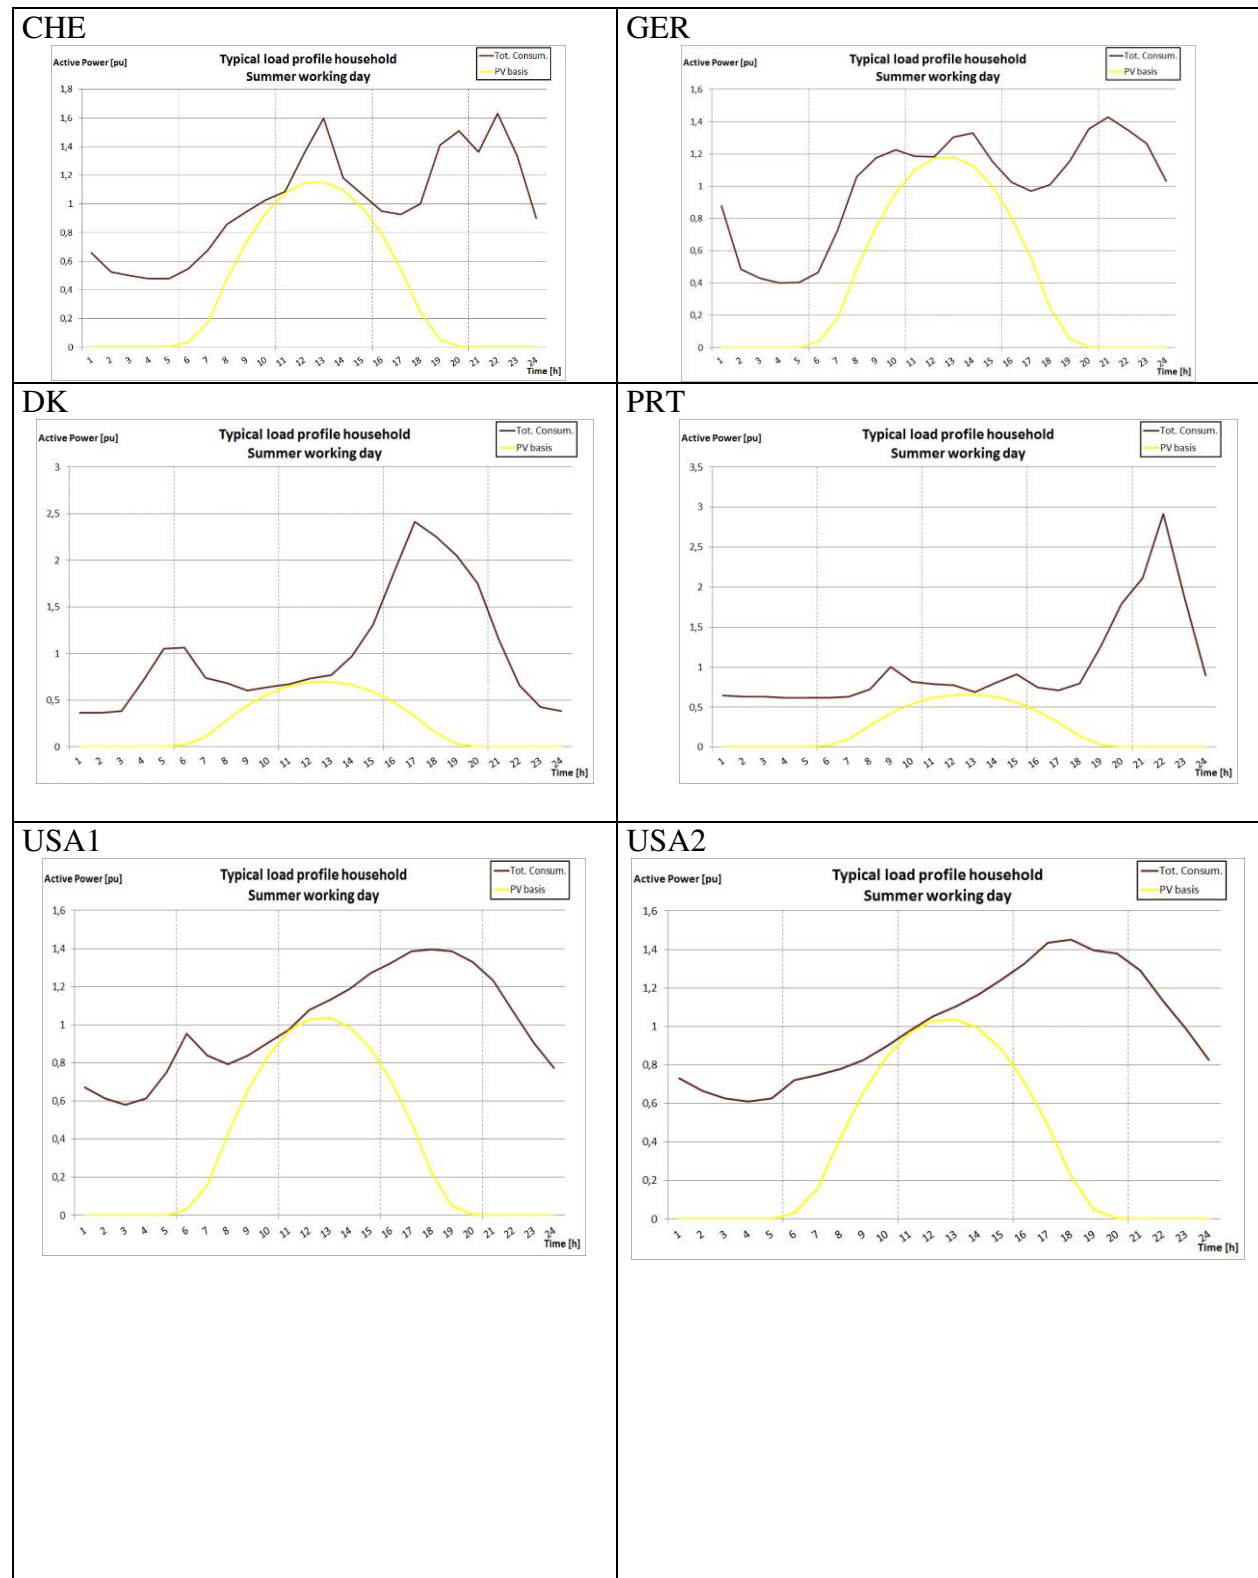 CHE
Active Power [pu]
Typical load profile household
Summer working day
Tot. Consum.
PV basis
1,8
1,6
1,4
1,2
1
0,8
0,6
0,4
0,2
0
1 2 3 4 5 6 7 8 9 10 11 12 13 14 15 16 17 18 19 20 21 22 23 24
Time [h]
GER
Active Power [pu]
Typical load profile household
Summer working day
Tot. Consum.
PV basis
1,6
1,4
1,2
1
0,8
0,6
0,4
0,2
0
1 2 3 4 5 6 7 8 9 10 11 12 13 14 15 16 17 18 19 20 21 22 23 24
Time [h]
DK
Active Power [pu]
Typical load profile household
Summer working day
Tot. Consum.
PV basis
3
2,5
2
1,5
1
0,5
0
1 2 3 4 5 6 7 8 9 10 11 12 13 14 15 16 17 18 19 20 21 22 23 24
Time [h]
PRT
Active Power [pu]
Typical load profile household
Summer working day
Tot. Consum.
PV basis
3,5
3
2,5
2
1,5
1
0,5
0
1 2 3 4 5 6 7 8 9 10 11 12 13 14 15 16 17 18 19 20 21 22 23 24
Time [h]
USA1
Active Power [pu]
Typical load profile household
Summer working day
Tot. Consum.
PV basis
1,6
1,4
1,2
1
0,8
0,6
0,4
0,2
0
1 2 3 4 5 6 7 8 9 10 11 12 13 14 15 16 17 18 19 20 21 22 23 24
Time [h]
USA2
Active Power [pu]
Typical load profile household
Summer working day
Tot. Consum.
PV basis
1,6
1,4
1,2
1
0,8
0,6
0,4
0,2
0
1 2 3 4 5 6 7 8 9 10 11 12 13 14 15 16 17 18 19 20 21 22 23 24
Time [h]